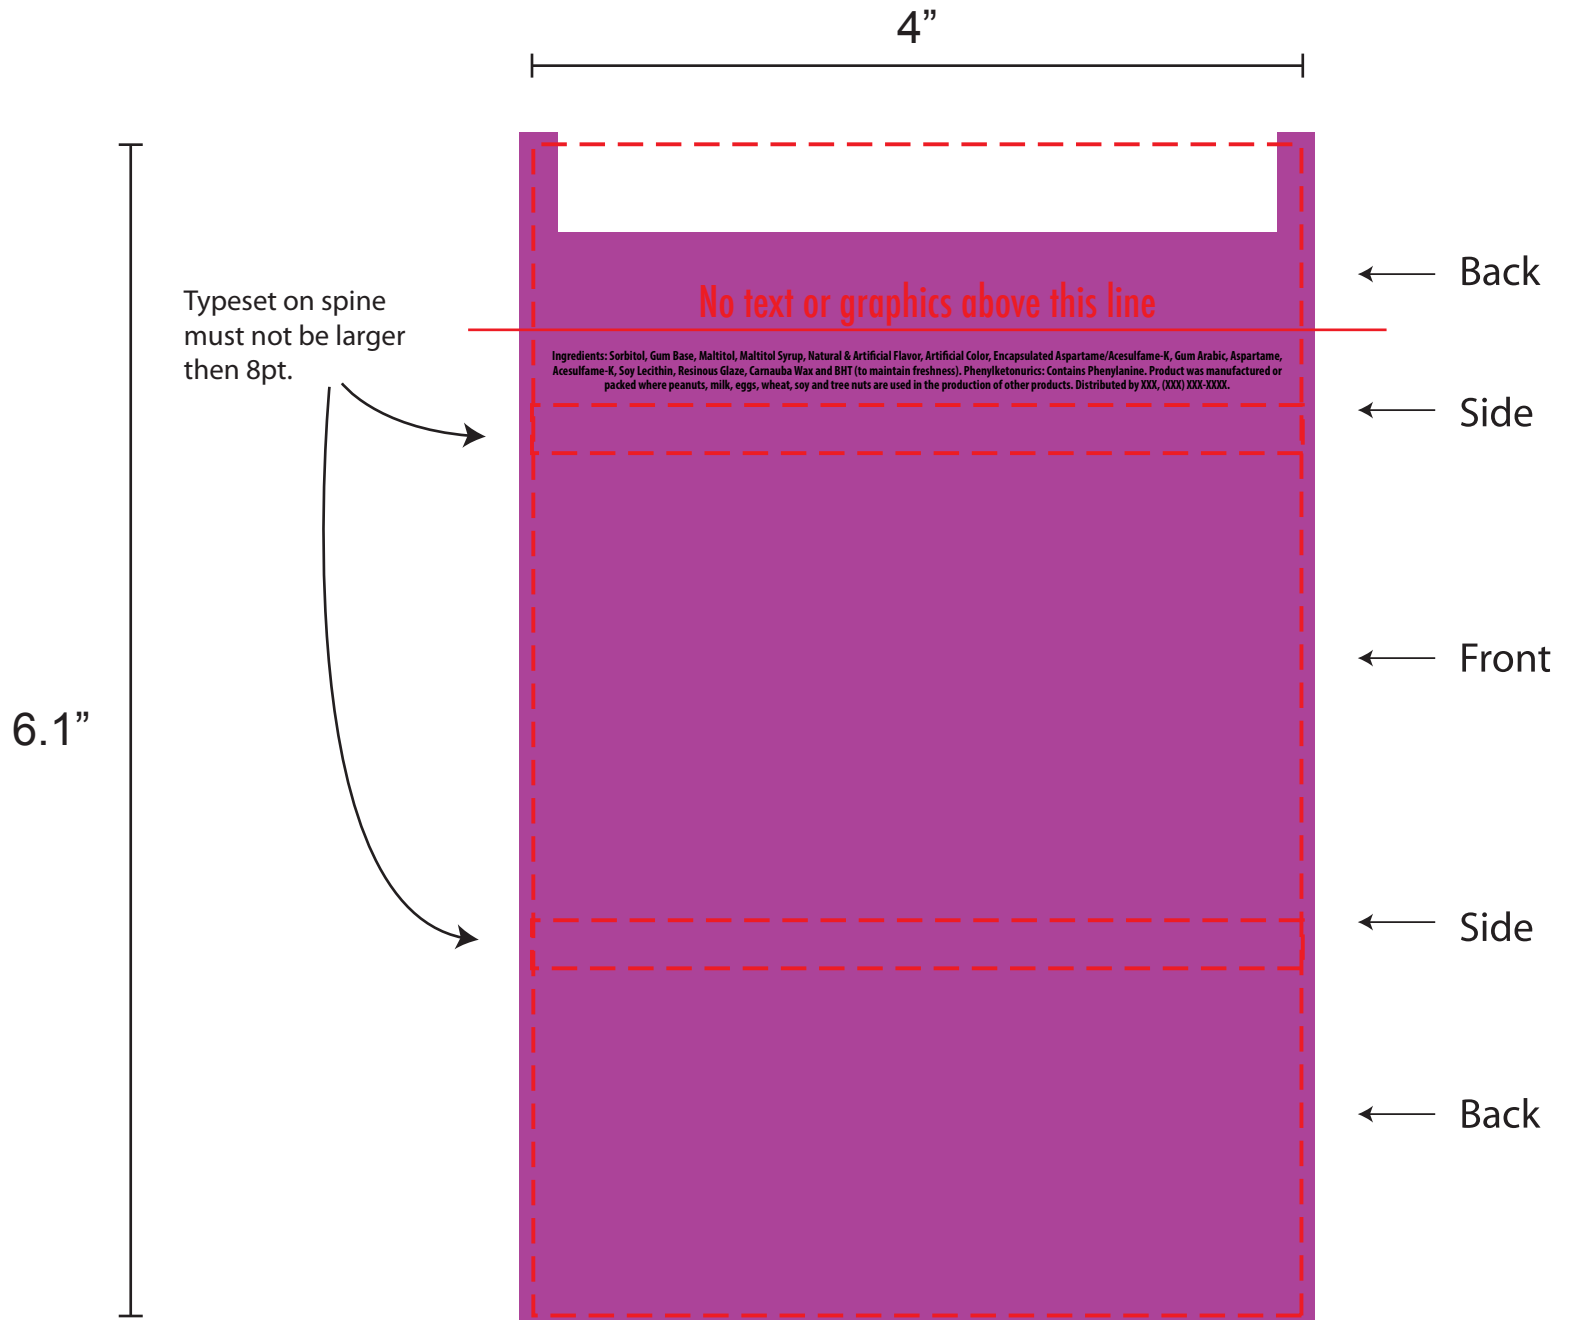 4”
Back
Typeset on spine
must not be larger
then 8pt.
No text or graphics above this line
Ingredients: Sorbitol, Gum Base, Maltitol, Maltitol Syrup, Natural & Artificial Flavor, Artificial Color, Encapsulated Aspartame/Acesulfame-K, Gum Arabic, Aspartame,
Acesulfame-K, Soy Lecithin, Resinous Glaze, Carnauba Wax and BHT (to maintain freshness). Phenylketonurics: Contains Phenylanine. Product was manufactured or
packed where peanuts, milk, eggs, wheat, soy and tree nuts are used in the production of other products. Distributed by XXX, (XXX) XXX-XXXX.
Side
Front
6.1”
Side
Back